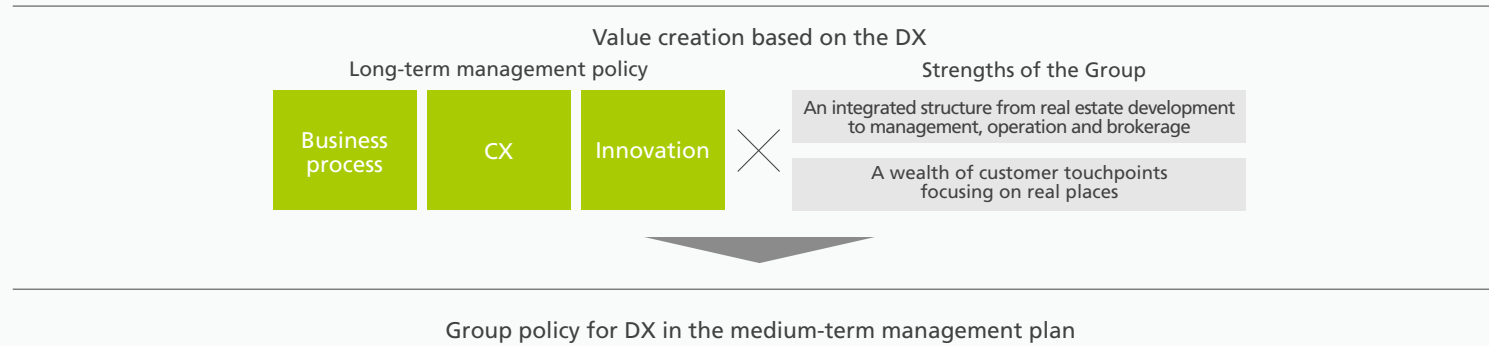 Value creation based on the DX
Long-term management policy
Business
process
CX
Innovation
Strengths of the Group
An integrated structure from real estate development
to management, operation and brokerage
A wealth of customer touchpoints
focusing on real places
Group policy for DX in the medium-term management plan